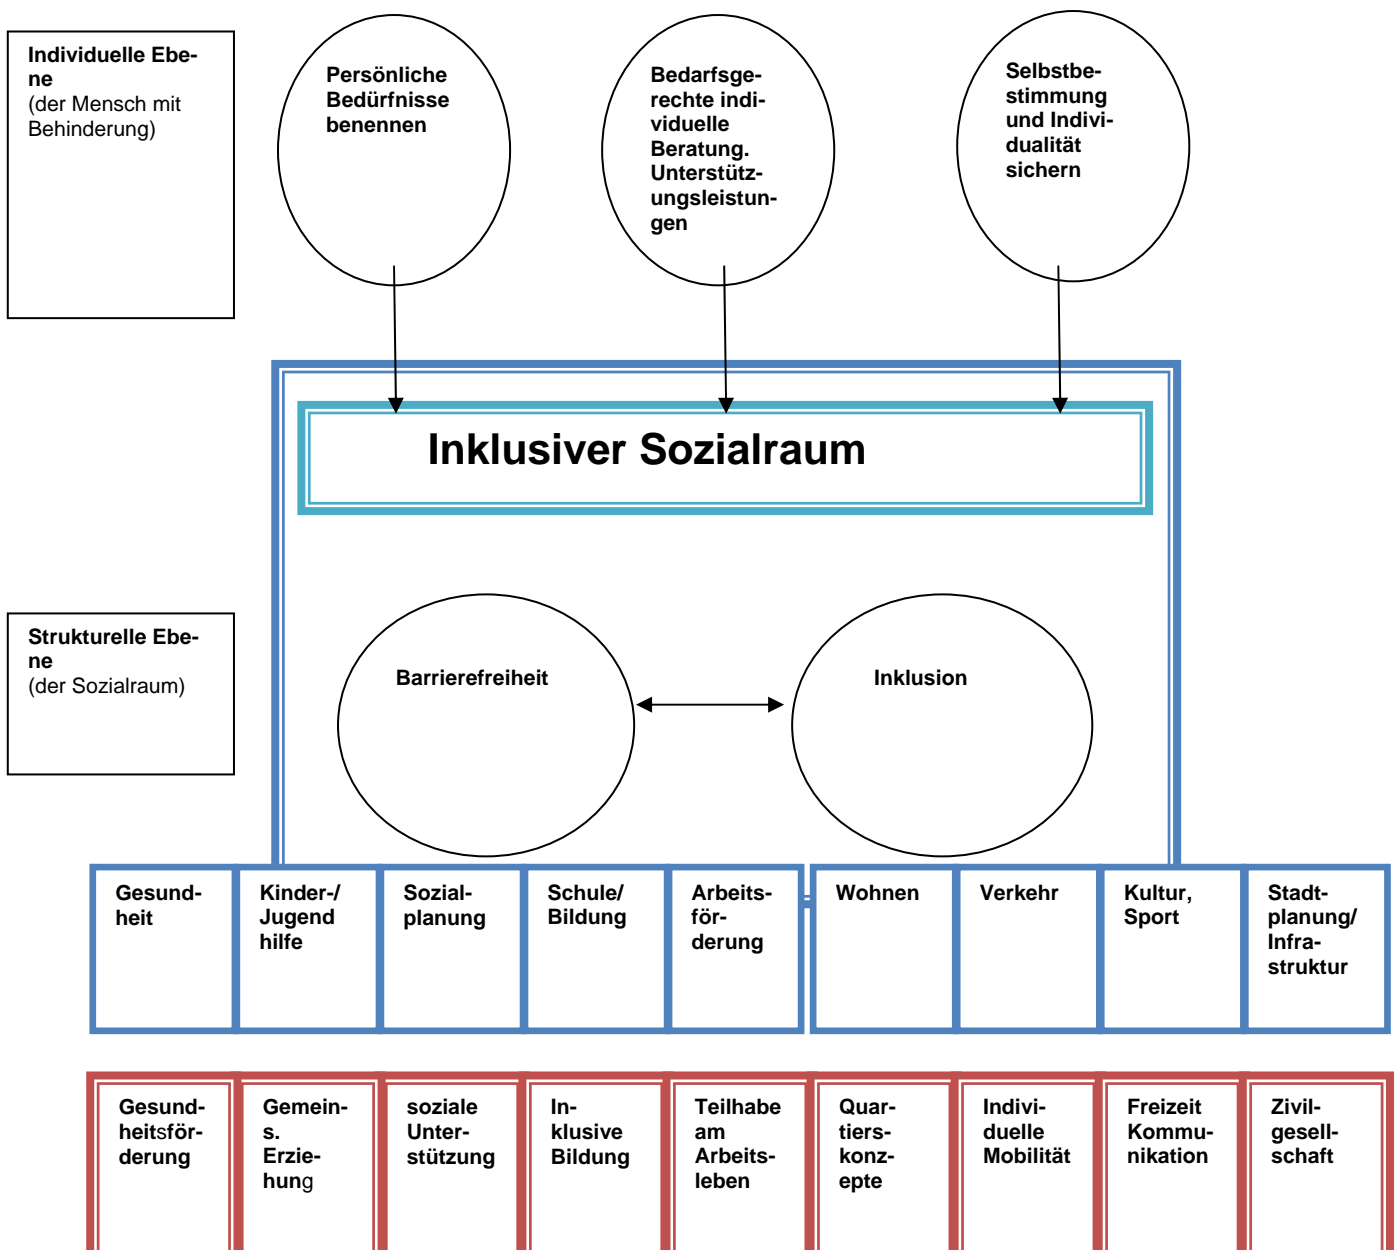 Individuelle Ebe-
ne
(der Mensch mit
Behinderung)
Persönliche
Bedürfnisse
benennen
Bedarfsge-
rechte indi-
viduelle
Beratung.
Unterstütz-
ungsleistun-
gen
Selbstbe-
stimmung
und Indivi-
dualität
sichern
Inklusiver Sozialraum
Strukturelle Ebe-
ne
(der Sozialraum)
Barrierefreiheit
Inklusion
Gesund-
heit
Kinder-/
Jugend
hilfe
Sozial-
planung
Schule/
Bildung
Arbeits-
för-
derung
Wohnen
Verkehr
Kultur,
Sport
Stadt-
planung/
Infra-
struktur
Gesund-
heitsför-
derung
Gemein-
s.
Erzie-
hung
soziale
Unter-
stützung
In-
klusive
Bildung
Teilhabe
am
Arbeits-
leben
Quar-
tiers-
konz-
epte
Indivi-
duelle
Mobilität
Freizeit
Kommu-
nikation
Zivil-
gesell-
schaft